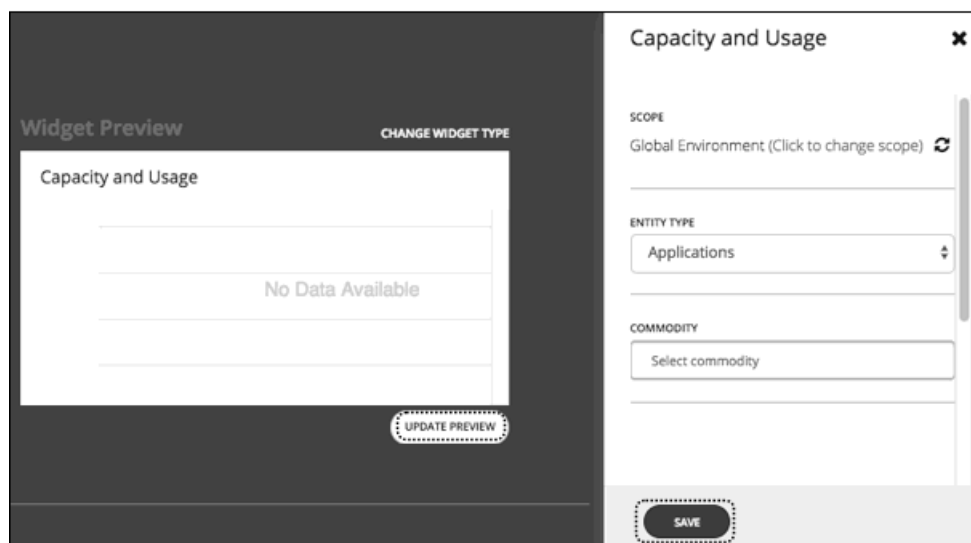 Widget Preview
CHANGE WIDGET TYPE
Capacity and Usage
No Data Available
UPDATE PREVIEW
Capacity and Usage
SCOPE
Global Environment (Click to change scope)
ENTITY TYPE
Applications
COMMODITY
Select commodity
SAVE